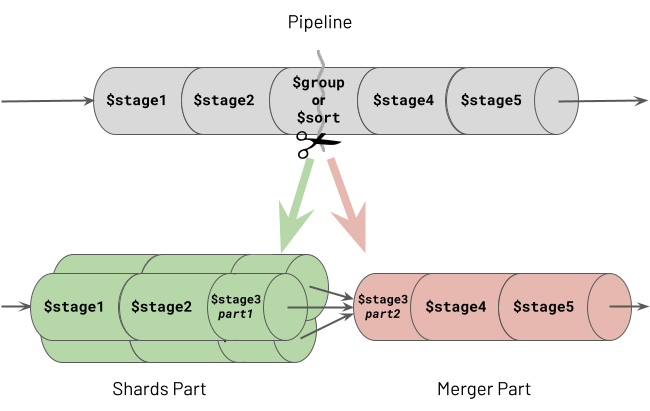 Pipeline
$stage1
$stage2
$group
or
$sort
$stage4
$stage5
$stage1
$stage2
$stage3
part1
$stage3
part2
$stage4
$stage5
Shards Part
Merger Part